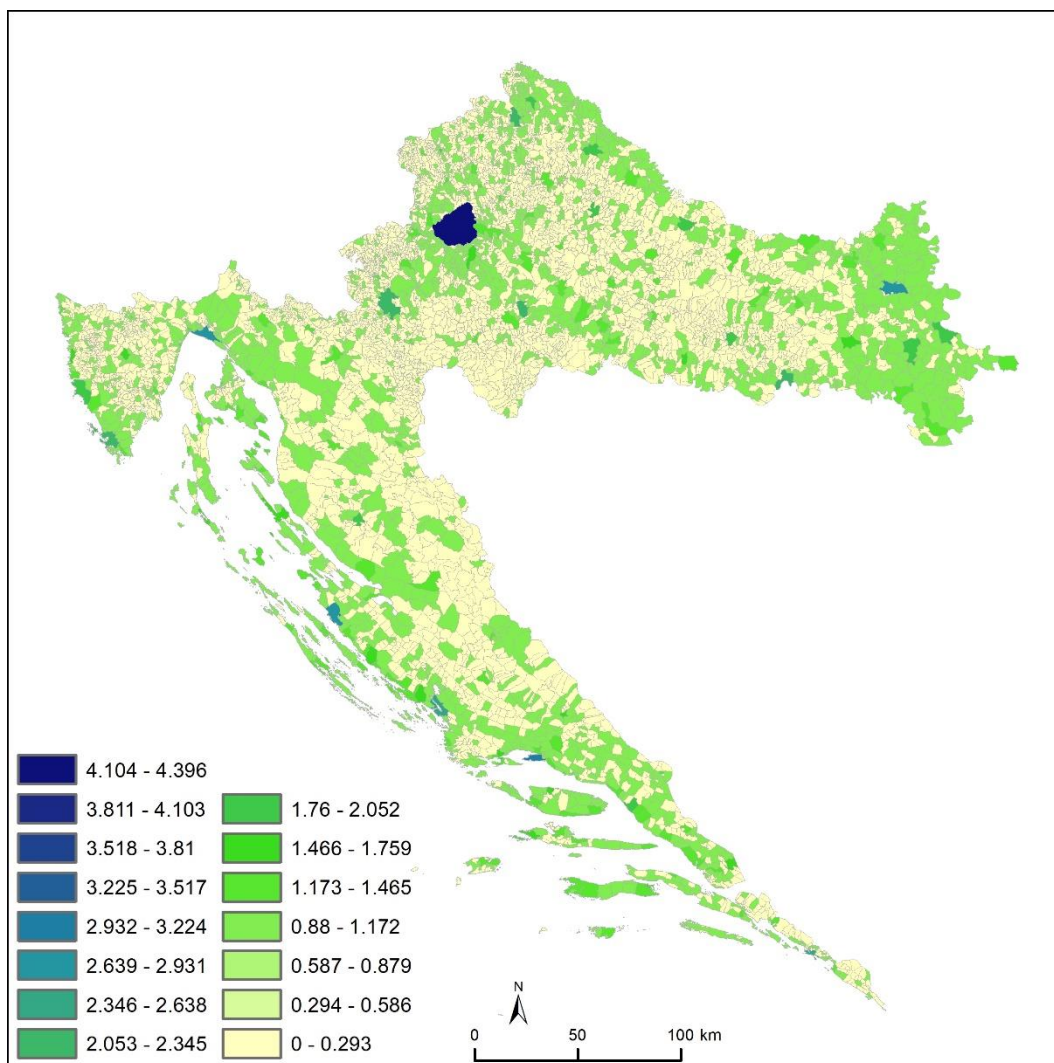 4.104 - 4.396
3.811 - 4.103
3.518 - 3.81
3.225 - 3.517
2.932 - 3.224
2.639 - 2.931
2.346 - 2.638
2.053 - 2.345
1.76 - 2.052
1.466 - 1.759
1.173 - 1.465
0.88 - 1.172
0.587 - 0.879
0.294 - 0.586
0 - 0.293
N
0 50 100 km